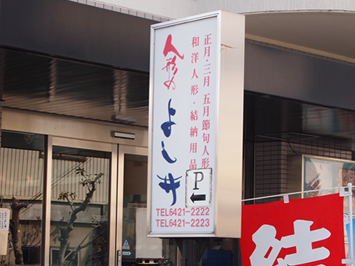 正月・三月 五月節句人形
和洋人形・結納用品
人形の
よし井
P
TEL6421-2222
TEL6421-2223
結